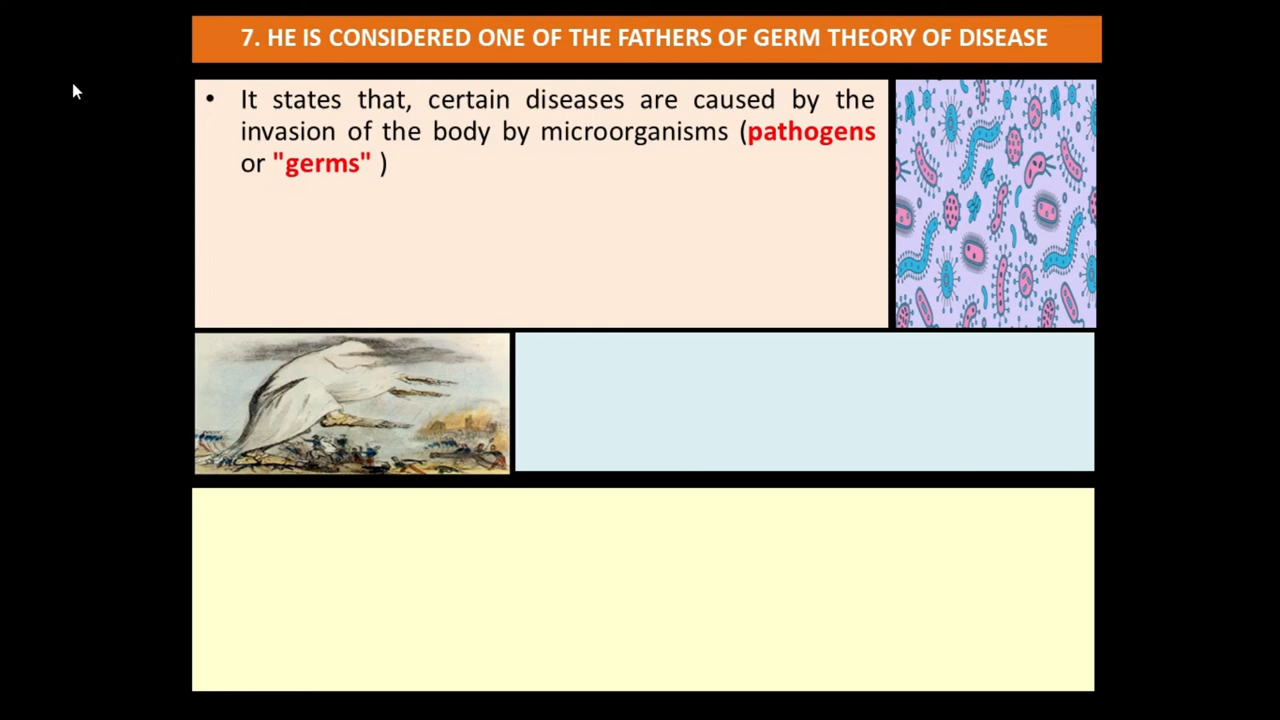 7. HE IS CONSIDERED ONE OF THE FATHERS OF GERM THEORY OF DISEASE
• It states that, certain diseases are caused by the
invasion of the body by microorganisms (pathogens
or "germs" )